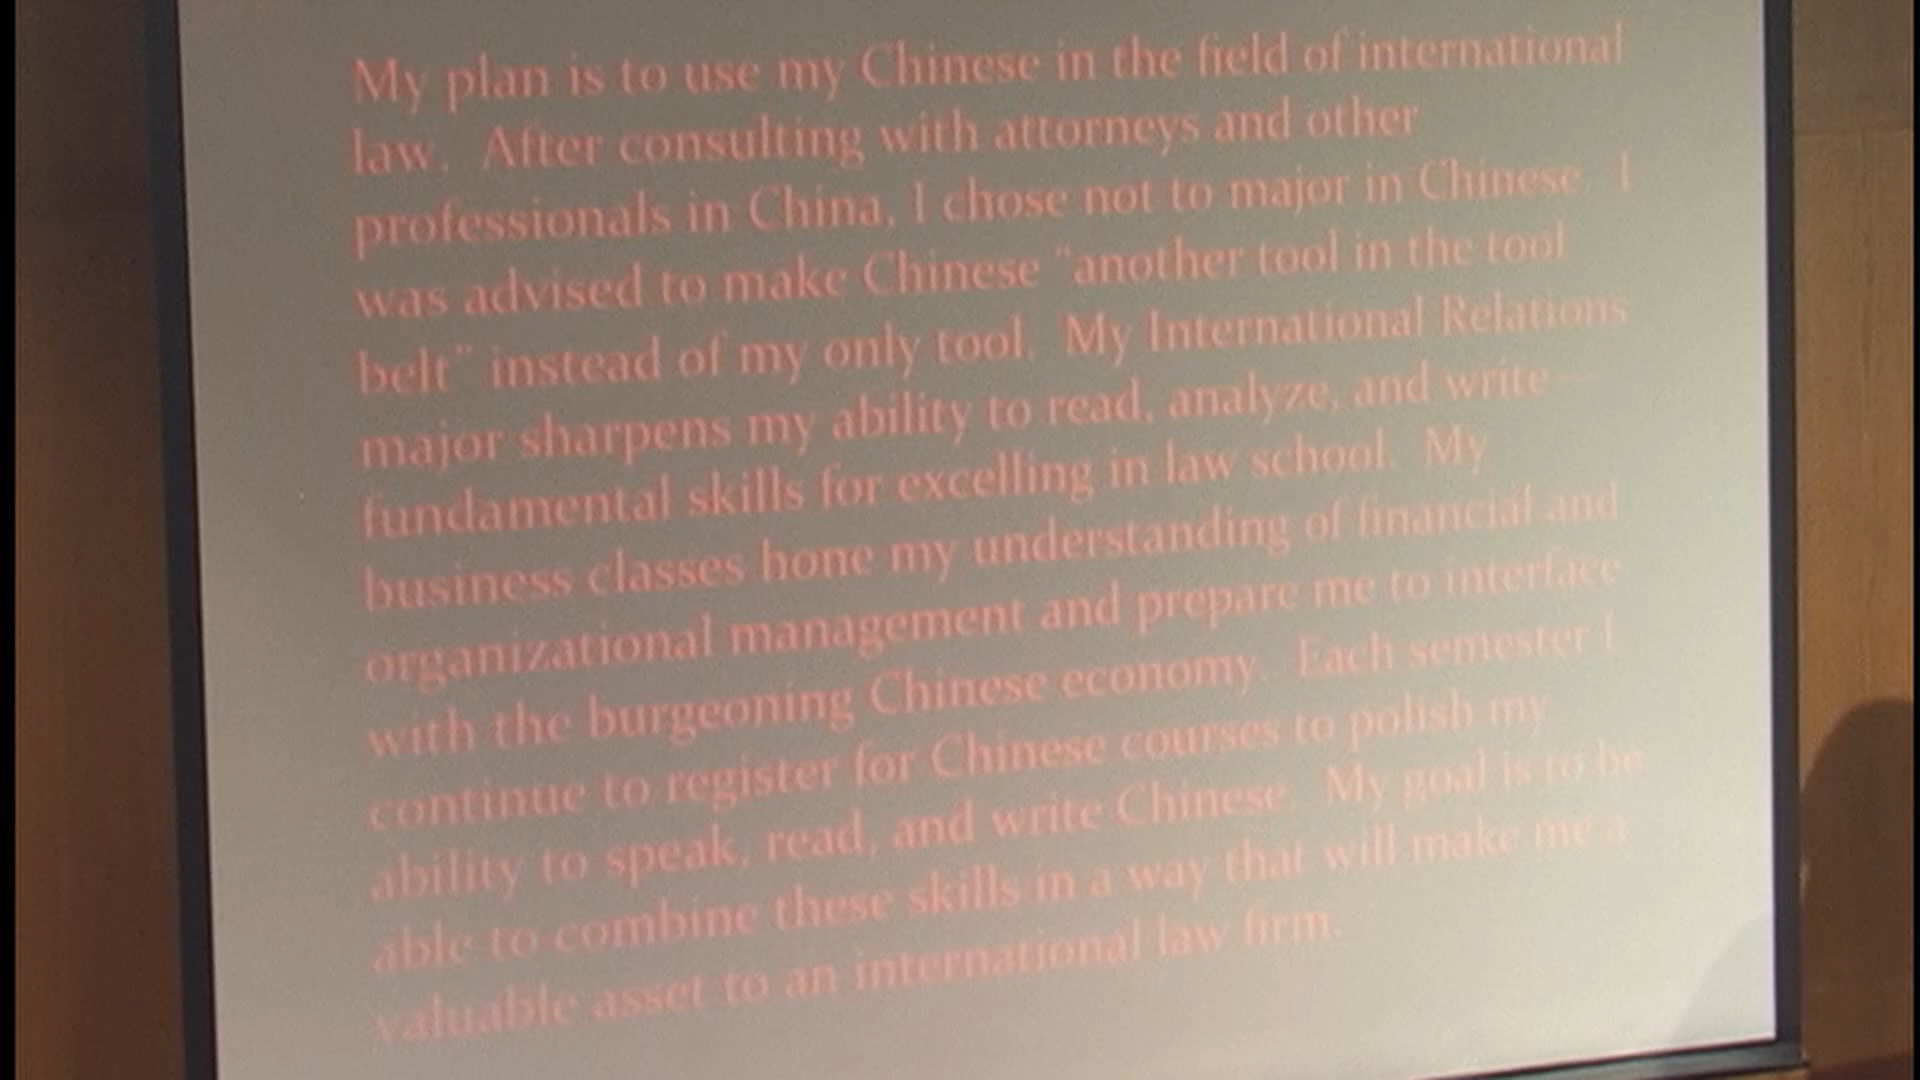 My plan is to use my Chinese in the field of international
law.  After consulting with attorneys and other
professionals in China, I chose not to major in Chinese.  I
was advised to make Chinese “another tool in the tool
belt” instead of my only tool.  My International Relations
major sharpens my ability to read, analyze, and write—
fundamental skills for excelling in law school.  My
business classes hone my understanding of financial and
organizational management and prepare me to interface
with the burgeoning Chinese economy.  Each semester I
continue to register for Chinese courses to polish my
ability to speak, read, and write Chinese.  My goal is to be
able to combine these skills in a way that will make me a
valuable asset to an international law firm.